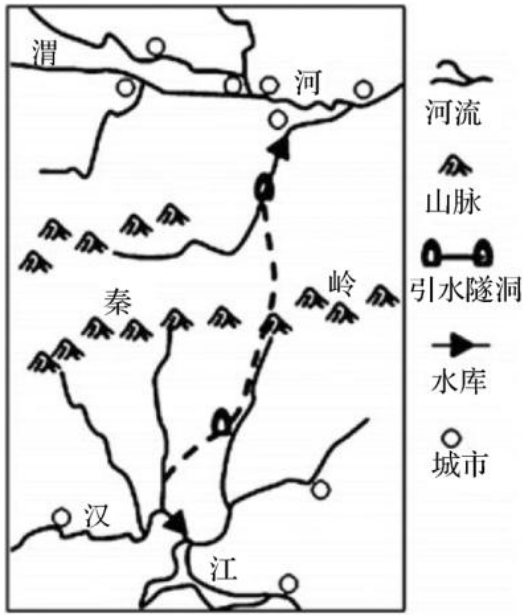 渭
河
秦
岭
汉
江
河流
山脉
引水隧洞
水库
城市